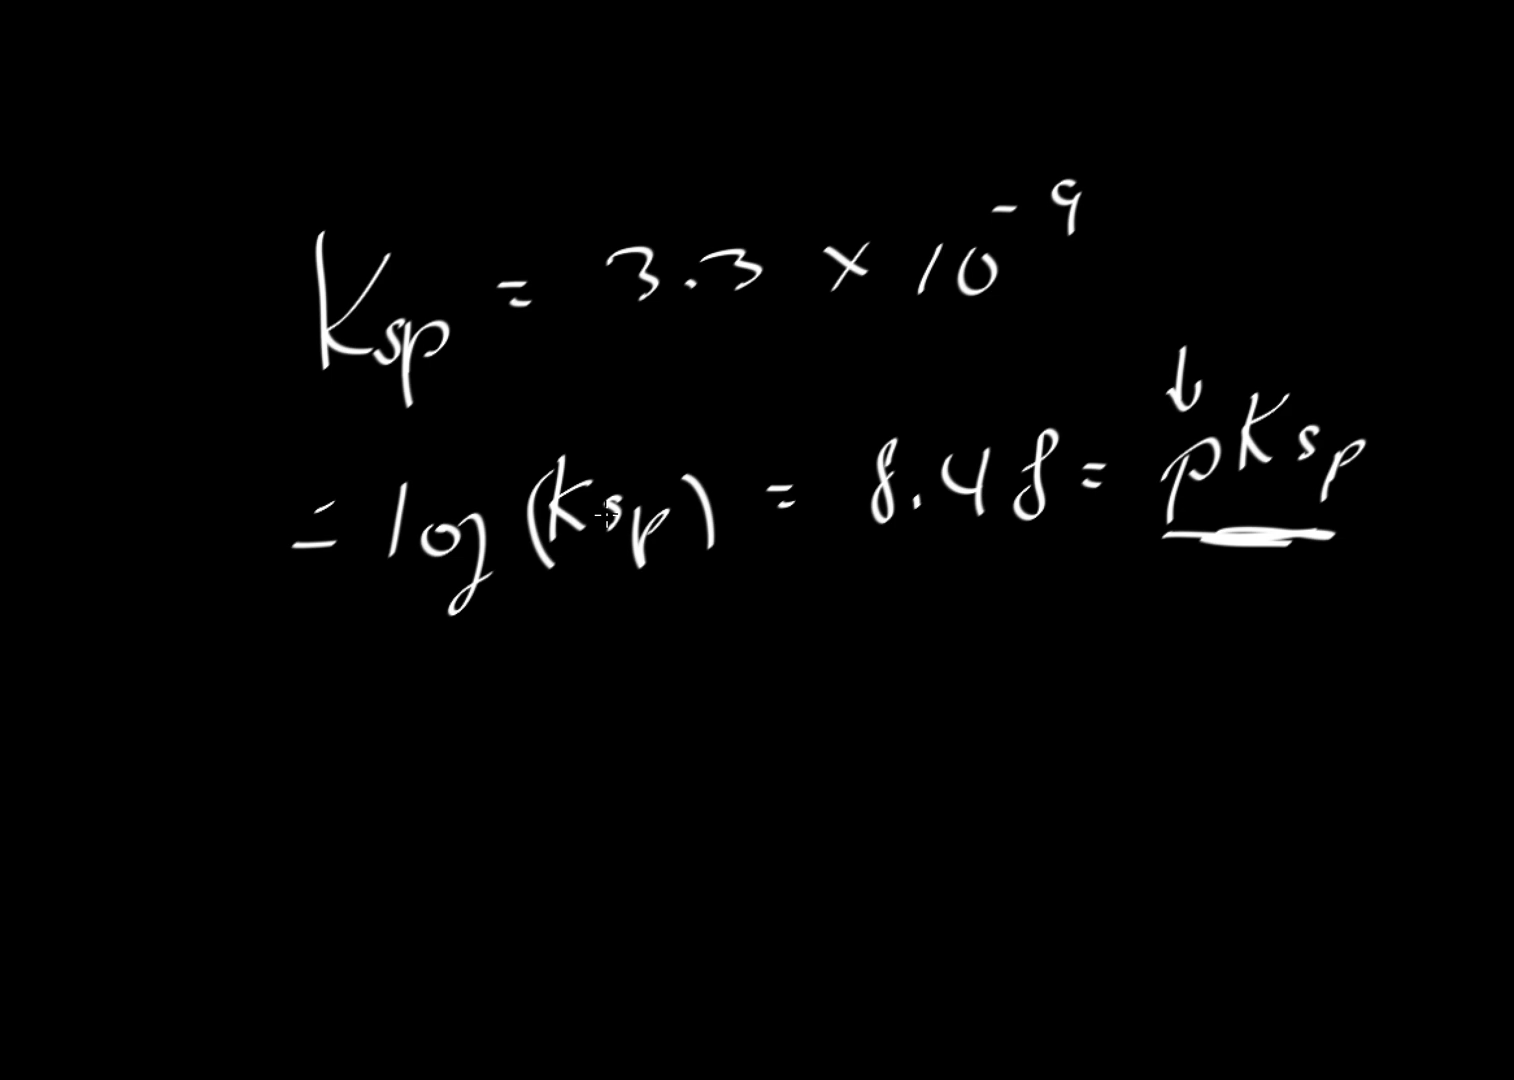 Ksp = 3.3 × 10⁻⁹
= log (Ksp) = 8.48 = pKsp